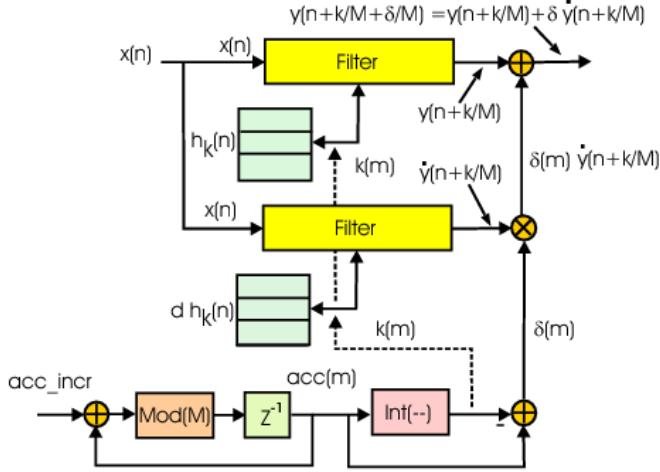 y(n+k/M+δ/M) =y(n+k/M)+δ ẏ(n+k/M)
x(n)
x(n)
Filter
y(n+k/M)
hk(n)
k(m)
ẏ(n+k/M)
δ(m) ẏ(n+k/M)
x(n)
Filter
d hk(n)
k(m)
δ(m)
acc_incr
acc(m)
Mod(M)
Z⁻¹
Int(--)
-